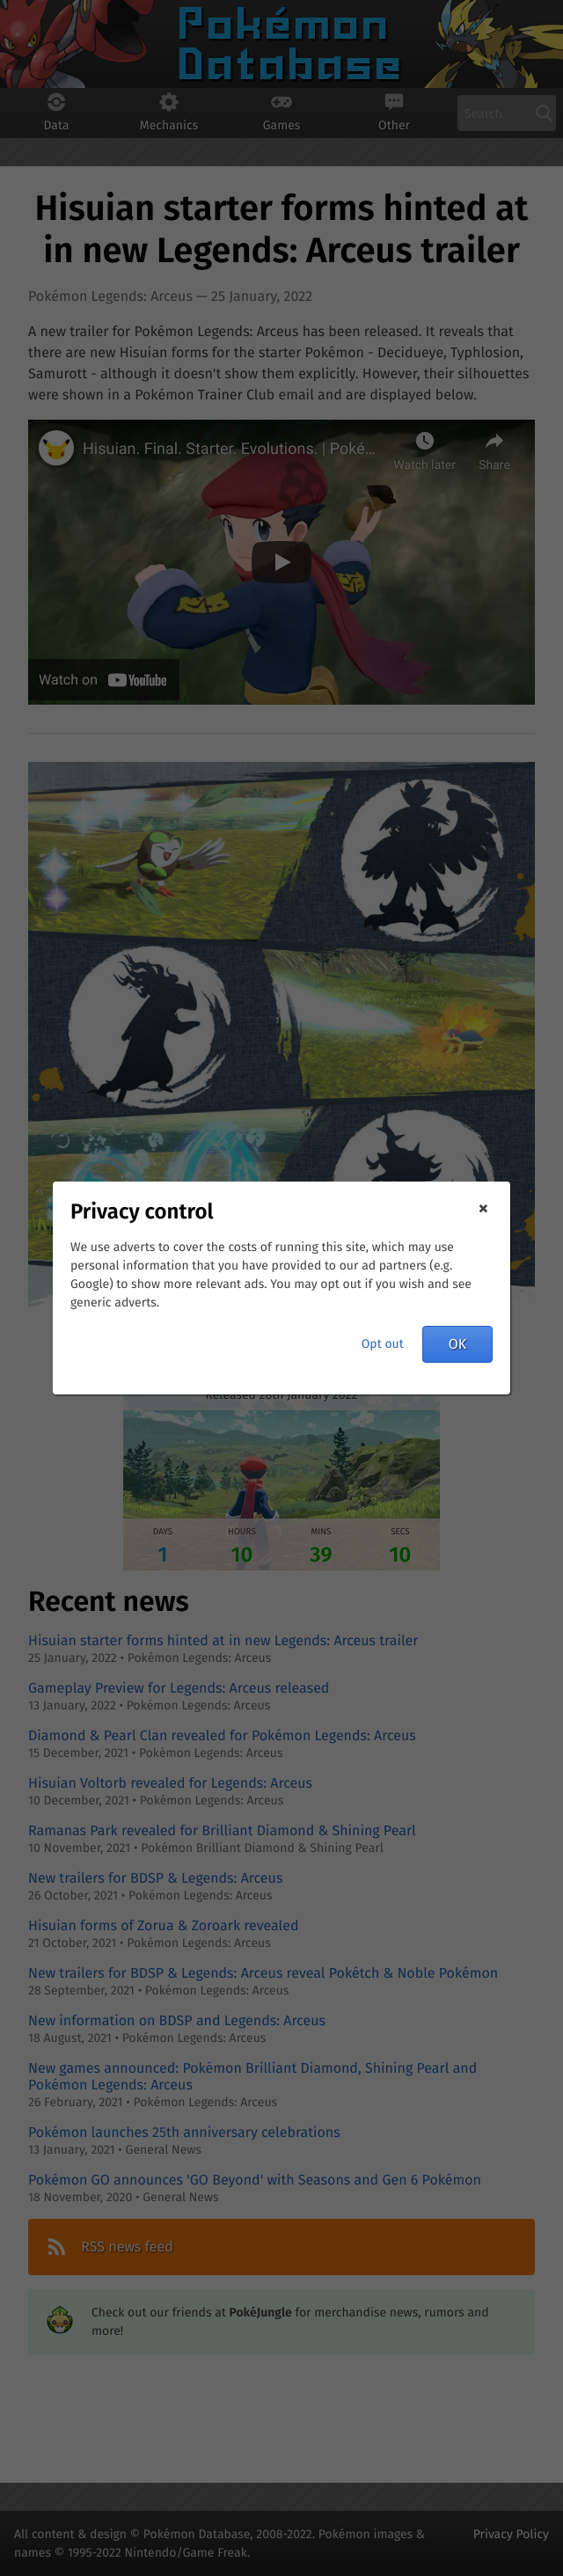 Pokémon
Database
Data
Mechanics
Games
Other
Search
Hisuian starter forms hinted at
in new Legends: Arceus trailer
Pokémon Legends: Arceus — 25 January, 2022
A new trailer for Pokémon Legends: Arceus has been released. It reveals that
there are new Hisuian forms for the starter Pokémon - Decidueye, Typhlosion,
Samurott - although it doesn't show them explicitly. However, their silhouettes
were shown in a Pokémon Trainer Club email and are displayed below.
Hisuian. Final. Starter. Evolutions. | Poké...
Watch later
Share
Watch on YouTube
Privacy control
×
We use adverts to cover the costs of running this site, which may use
personal information that you have provided to our ad partners (e.g.
Google) to show more relevant ads. You may opt out if you wish and see
generic adverts.
Opt out
OK
Released 28th January 2022
DAYS HOURS MINS SECS
1 10 39 10
Recent news
Hisuian starter forms hinted at in new Legends: Arceus trailer
25 January, 2022 • Pokémon Legends: Arceus
Gameplay Preview for Legends: Arceus released
13 January, 2022 • Pokémon Legends: Arceus
Diamond & Pearl Clan revealed for Pokémon Legends: Arceus
15 December, 2021 • Pokémon Legends: Arceus
Hisuian Voltorb revealed for Legends: Arceus
10 December, 2021 • Pokémon Legends: Arceus
Ramanas Park revealed for Brilliant Diamond & Shining Pearl
10 November, 2021 • Pokémon Brilliant Diamond & Shining Pearl
New trailers for BDSP & Legends: Arceus
26 October, 2021 • Pokémon Legends: Arceus
Hisuian forms of Zorua & Zoroark revealed
21 October, 2021 • Pokémon Legends: Arceus
New trailers for BDSP & Legends: Arceus reveal Pokétch & Noble Pokémon
28 September, 2021 • Pokémon Legends: Arceus
New information on BDSP and Legends: Arceus
18 August, 2021 • Pokémon Legends: Arceus
New games announced: Pokémon Brilliant Diamond, Shining Pearl and
Pokémon Legends: Arceus
26 February, 2021 • Pokémon Legends: Arceus
Pokémon launches 25th anniversary celebrations
13 January, 2021 • General News
Pokémon GO announces 'GO Beyond' with Seasons and Gen 6 Pokémon
18 November, 2020 • General News
RSS news feed
Check out our friends at PokéJungle for merchandise news, rumors and
more!
All content & design © Pokémon Database, 2008-2022. Pokémon images &
names © 1995-2022 Nintendo/Game Freak.
Privacy Policy